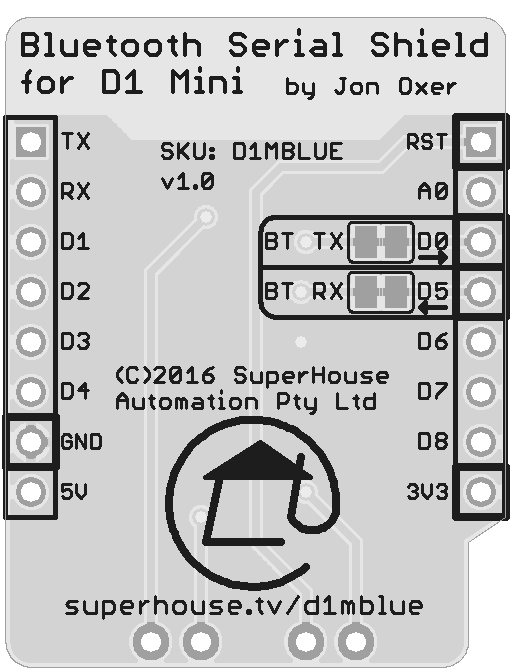 Bluetooth Serial Shield
for D1 Mini by Jon Oxer
TX
RX
D1
D2
D3
D4
GND
5V
SKU: D1MBLUE
v1.0
RST
A0
BT TX D0
BT RX D5
D6
D7
D8
3V3
(C)2016 SuperHouse
Automation Pty Ltd
superhouse.tv/d1mblue